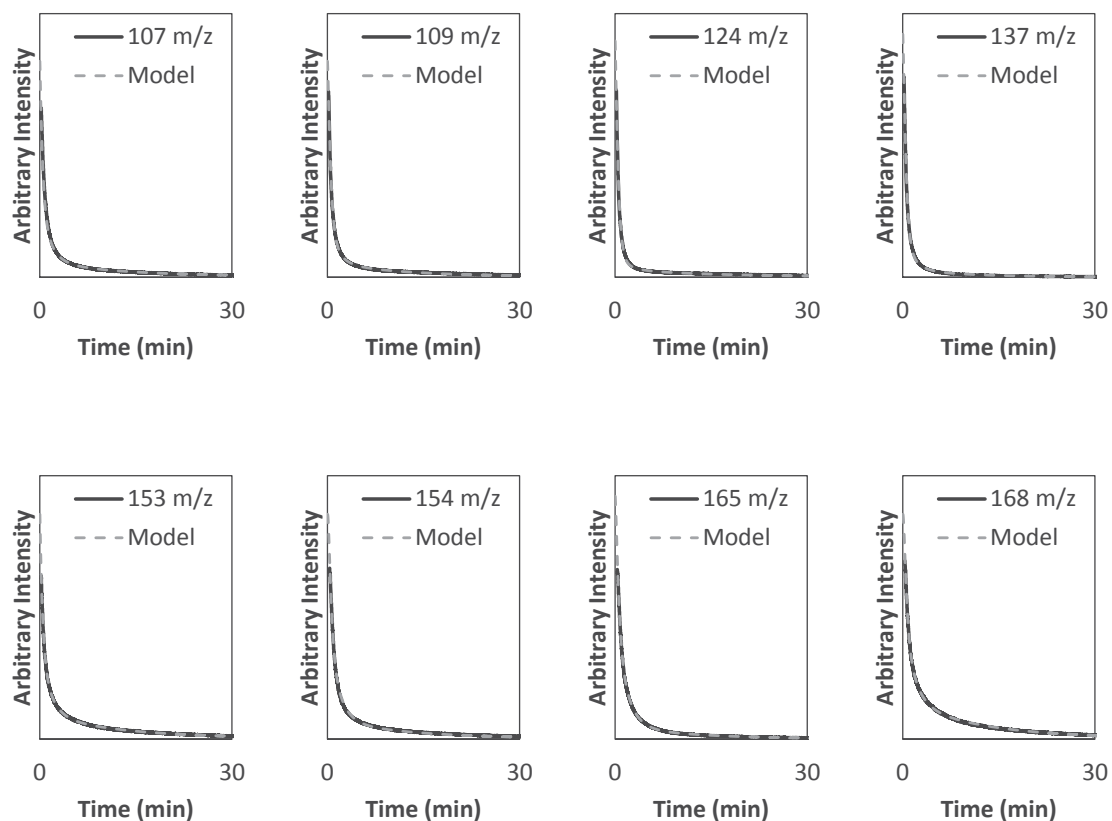 107 m/z
Model
Arbitrary Intensity
0
30
Time (min)
109 m/z
Model
Arbitrary Intensity
0
30
Time (min)
124 m/z
Model
Arbitrary Intensity
0
30
Time (min)
137 m/z
Model
Arbitrary Intensity
0
30
Time (min)
153 m/z
Model
Arbitrary Intensity
0
30
Time (min)
154 m/z
Model
Arbitrary Intensity
0
30
Time (min)
165 m/z
Model
Arbitrary Intensity
0
30
Time (min)
168 m/z
Model
Arbitrary Intensity
0
30
Time (min)